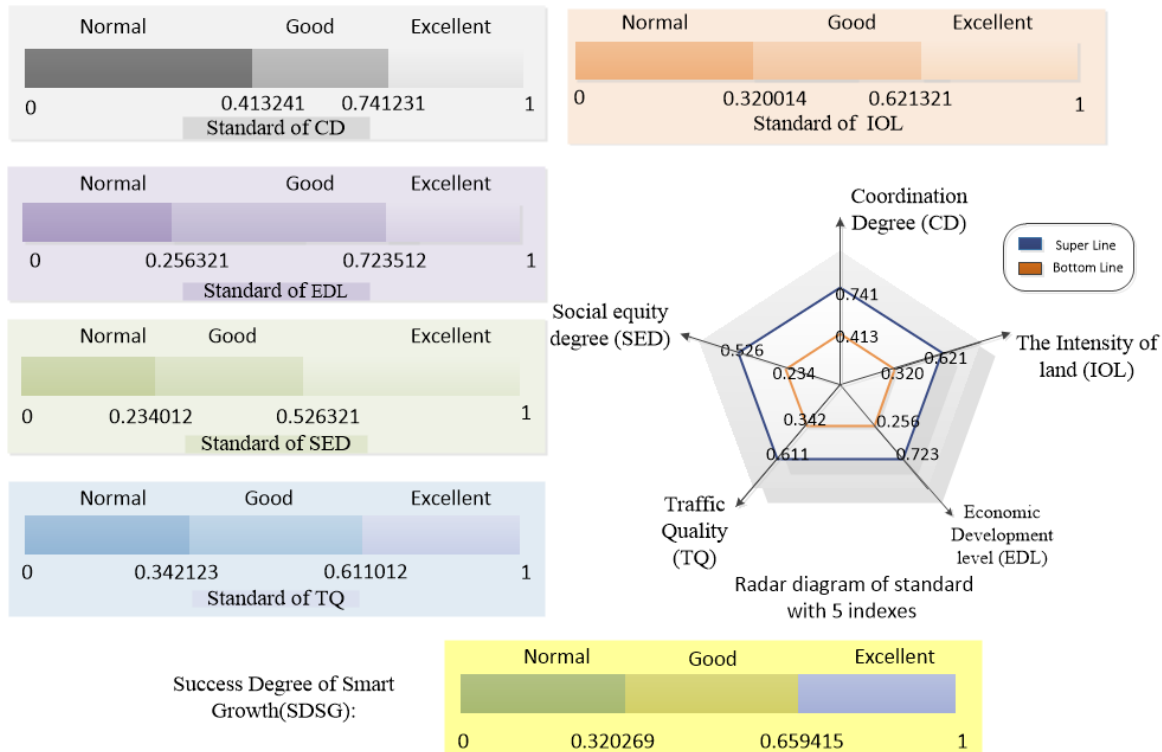 Normal Good Excellent
0 0.413241 0.741231 1
Standard of CD
Normal Good Excellent
0 0.320014 0.621321 1
Standard of IOL
Normal Good Excellent
0 0.256321 0.723512 1
Standard of EDL
Normal Good Excellent
0 0.234012 0.526321 1
Standard of SED
Normal Good Excellent
0 0.342123 0.611012 1
Standard of TQ
Coordination
Degree (CD)
Super Line
Bottom Line
Social equity
degree (SED)
The Intensity of
land (IOL)
0.741
0.413
0.526
0.621
0.234
0.320
0.342
0.256
0.611
0.723
Traffic
Quality
(TQ)
Economic
Development
level (EDL)
Radar diagram of standard
with 5 indexes
Success Degree of Smart
Growth(SDSG):
Normal Good Excellent
0 0.320269 0.659415 1